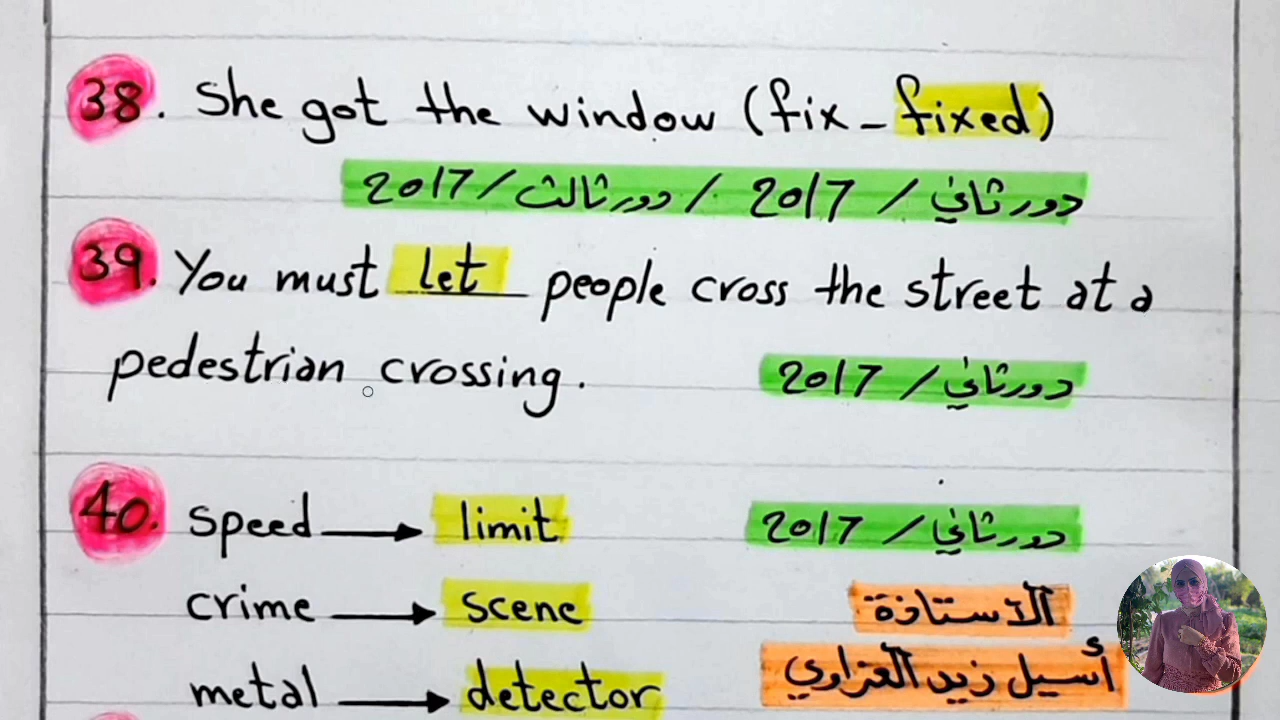 38. She got the window (fix - fixed)
دور ثاني / 2017 / دور ثالث / 2017
39. You must let people cross the street at a
pedestrian crossing.
دور ثاني / 2017
40. speed → limit
دور ثاني / 2017
crime → scene
الاستاذة
metal → detector
أسيل زيد العزاوي